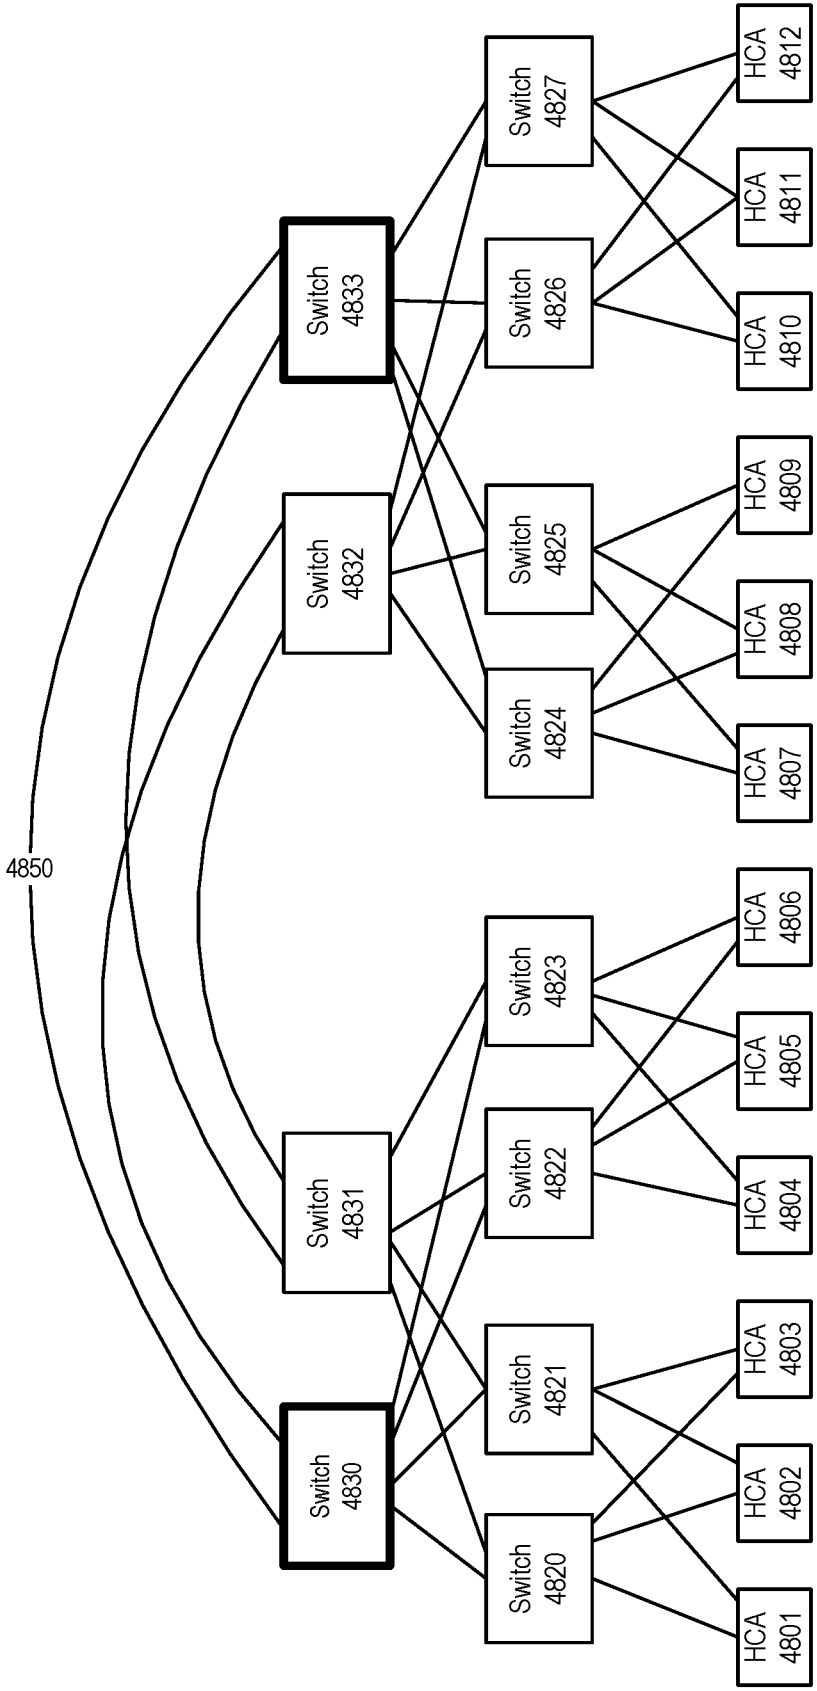 4850
Switch
4830
Switch
4831
Switch
4832
Switch
4833
Switch
4820
Switch
4821
Switch
4822
Switch
4823
Switch
4824
Switch
4825
Switch
4826
Switch
4827
HCA
4801
HCA
4802
HCA
4803
HCA
4804
HCA
4805
HCA
4806
HCA
4807
HCA
4808
HCA
4809
HCA
4810
HCA
4811
HCA
4812